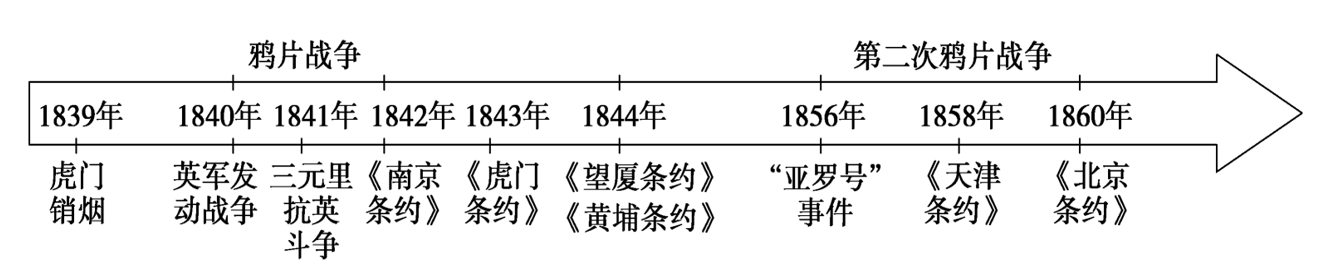 鸦片战争 第二次鸦片战争
1839年 1840年 1841年 1842年 1843年 1844年 1856年 1858年 1860年
虎门 英军发 三元里 《南京 《虎门 《望厦条约》 “亚罗号” 《天津 《北京
销烟 动战争 抗英 条约》 条约》 《黄埔条约》 事件 条约》 条约》
斗争